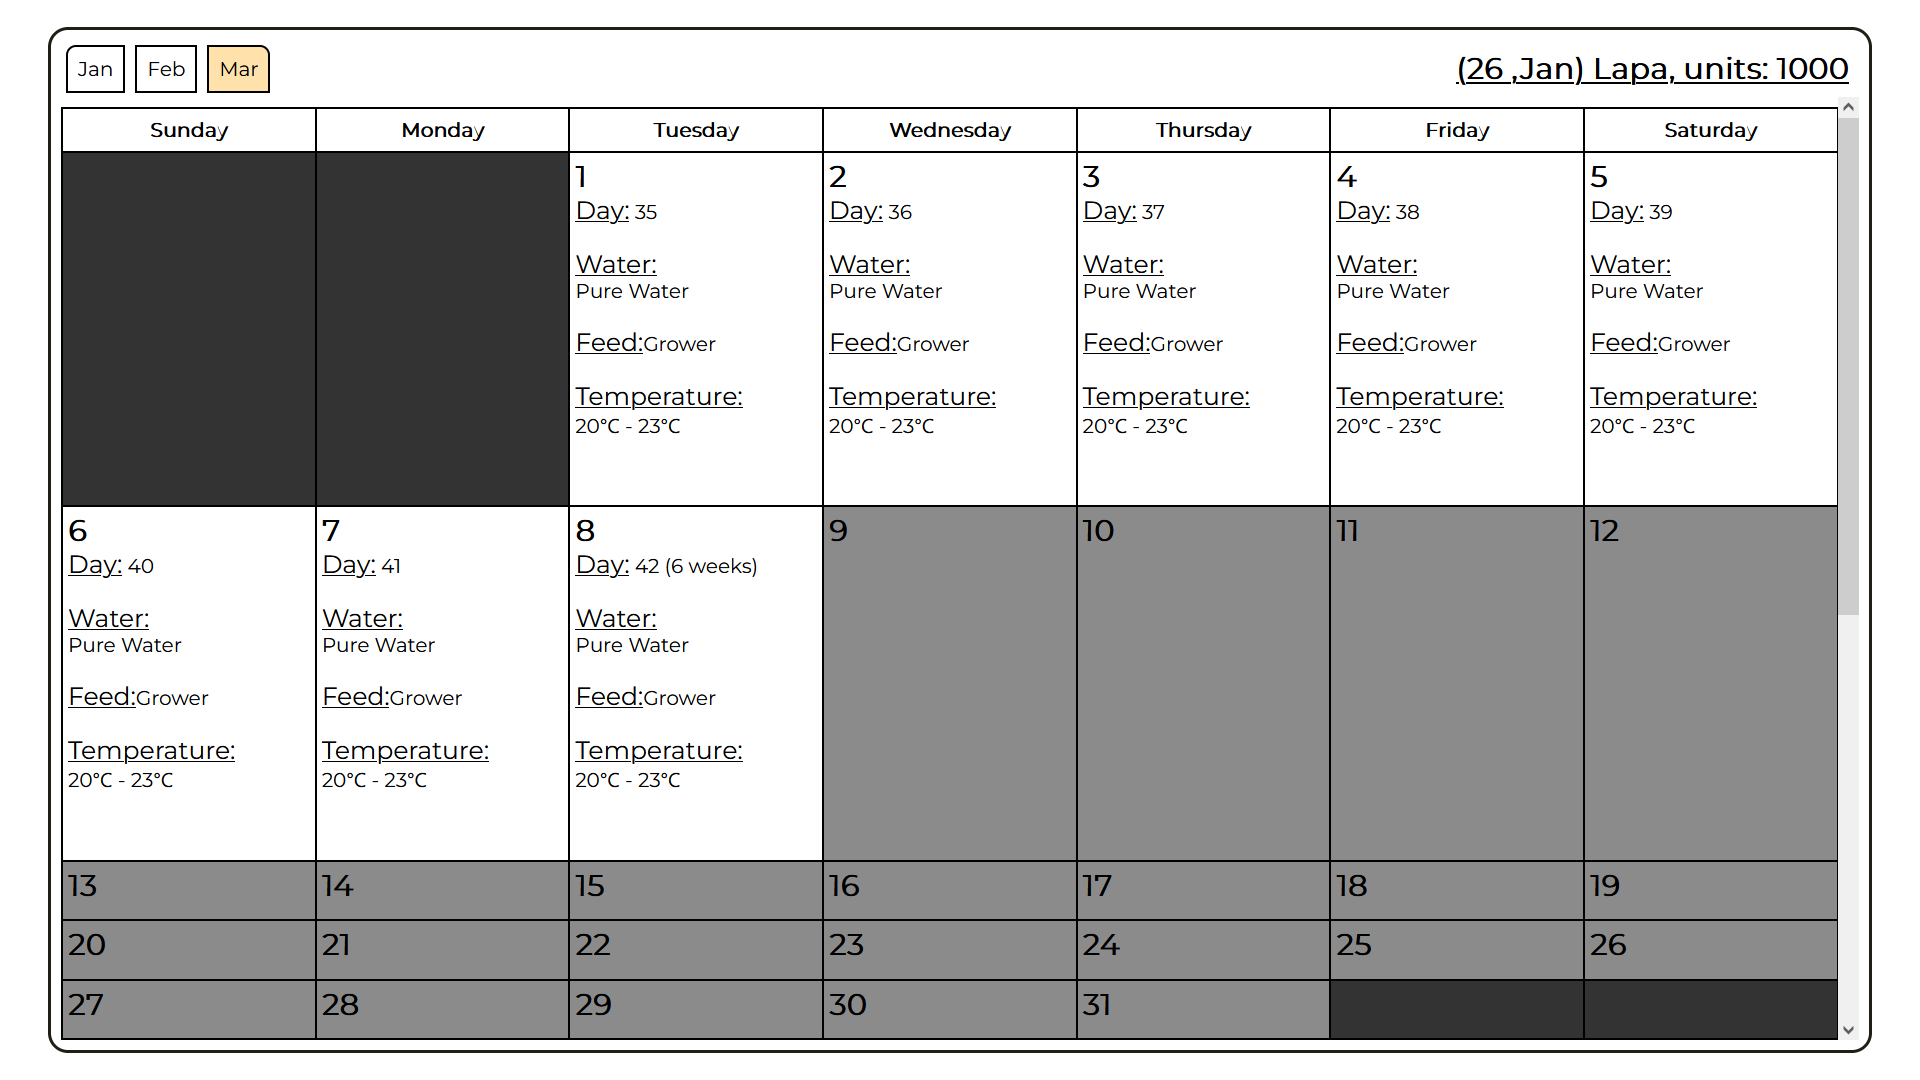 Jan Feb Mar
(26 ,Jan) Lapa, units: 1000
Sunday Monday Tuesday Wednesday Thursday Friday Saturday
1
Day: 35
Water:
Pure Water
Feed:Grower
Temperature:
20°C - 23°C
2
Day: 36
Water:
Pure Water
Feed:Grower
Temperature:
20°C - 23°C
3
Day: 37
Water:
Pure Water
Feed:Grower
Temperature:
20°C - 23°C
4
Day: 38
Water:
Pure Water
Feed:Grower
Temperature:
20°C - 23°C
5
Day: 39
Water:
Pure Water
Feed:Grower
Temperature:
20°C - 23°C
6
Day: 40
Water:
Pure Water
Feed:Grower
Temperature:
20°C - 23°C
7
Day: 41
Water:
Pure Water
Feed:Grower
Temperature:
20°C - 23°C
8
Day: 42 (6 weeks)
Water:
Pure Water
Feed:Grower
Temperature:
20°C - 23°C
9
10
11
12
13 14 15 16 17 18 19
20 21 22 23 24 25 26
27 28 29 30 31